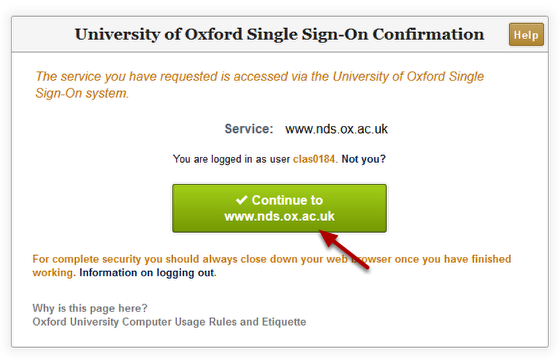 University of Oxford Single Sign-On Confirmation
Help
The service you have requested is accessed via the University of Oxford Single
Sign-On system.
Service: www.nds.ox.ac.uk
You are logged in as user clas0184. Not you?
Continue to
www.nds.ox.ac.uk
For complete security you should always close down your web browser once you have finished
working. Information on logging out.
Why is this page here?
Oxford University Computer Usage Rules and Etiquette